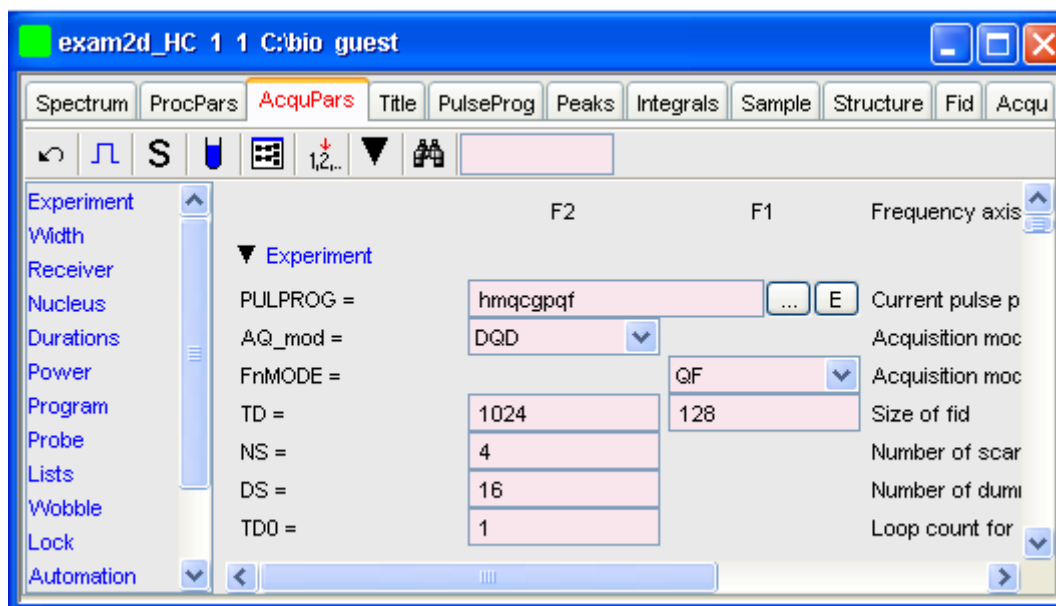 exam2d_HC 1 1 C:\bio guest
Spectrum ProcPars AcquPars Title PulseProg Peaks Integrals Sample Structure Fid Acqu
S 1,2,..
F2 F1 Frequency axis
Experiment
Width
Receiver
Nucleus
Durations
Power
Program
Probe
Lists
Wobble
Lock
Automation
Experiment
PULPROG = hmqcgpqf ... E Current pulse p
AQ_mod = DQD Acquisition moc
FnMODE = QF Acquisition moc
TD = 1024 128 Size of fid
NS = 4 Number of scar
DS = 16 Number of dum
TD0 = 1 Loop count for